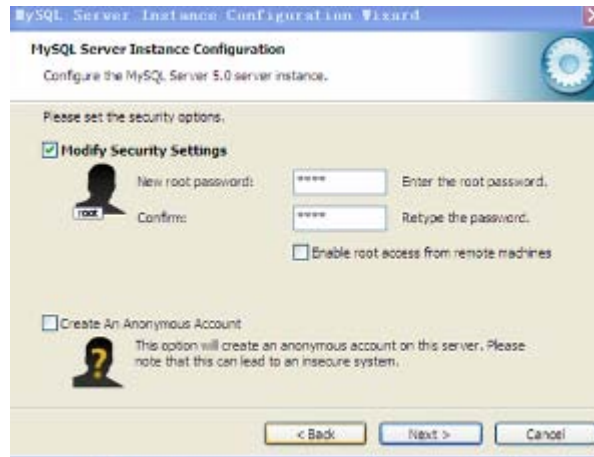 MySQL Server Instance Configuration Wizard
MySQL Server Instance Configuration
Configure the MySQL Server 5.0 server instance.
Please set the security options.
Modify Security Settings
root
New root password: **** Enter the root password.
Confirm: **** Retype the password.
Enable root access from remote machines
Create An Anonymous Account
This option will create an anonymous account on this server. Please
note that this can lead to an insecure system.
< Back Next > Cancel